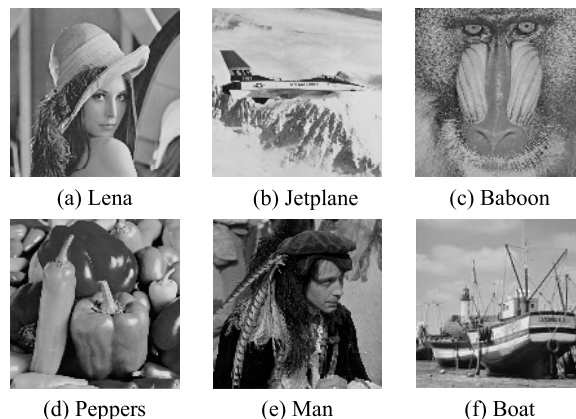 (a) Lena
(b) Jetplane
(c) Baboon
(d) Peppers
(e) Man
(f) Boat